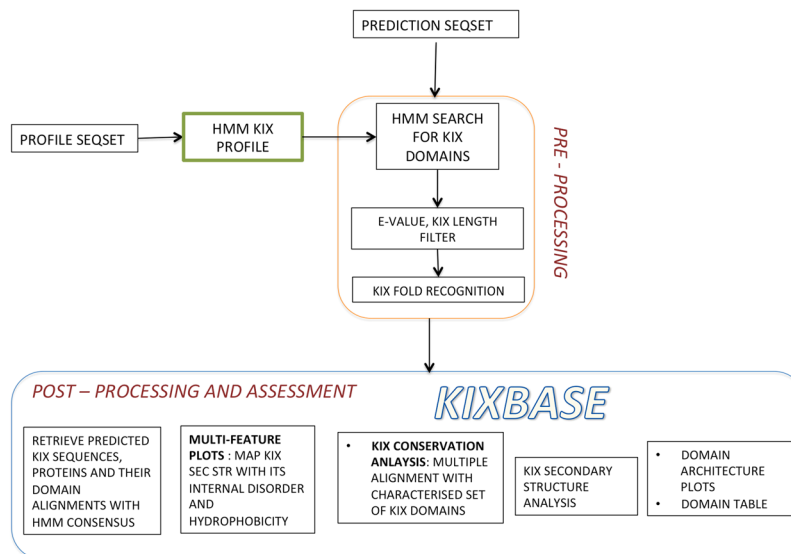 PREDICTION SEQSET
PROFILE SEQSET
HMM KIX
PROFILE
HMM SEARCH
FOR KIX
DOMAINS
E-VALUE, KIX LENGTH
FILTER
KIX FOLD RECOGNITION
PRE - PROCESSING
POST – PROCESSING AND ASSESSMENT
KIXBASE
RETRIEVE PREDICTED
KIX SEQUENCES,
PROTEINS AND THEIR
DOMAIN
ALIGNMENTS WITH
HMM CONSENSUS
MULTI-FEATURE
PLOTS : MAP KIX
SEC STR WITH ITS
INTERNAL DISORDER
AND
HYDROPHOBICITY
• KIX CONSERVATION
ANLAYSIS: MULTIPLE
ALIGNMENT WITH
CHARACTERISED SET
OF KIX DOMAINS
KIX SECONDARY
STRUCTURE
ANALYSIS
• DOMAIN
ARCHITECTURE
PLOTS
• DOMAIN TABLE